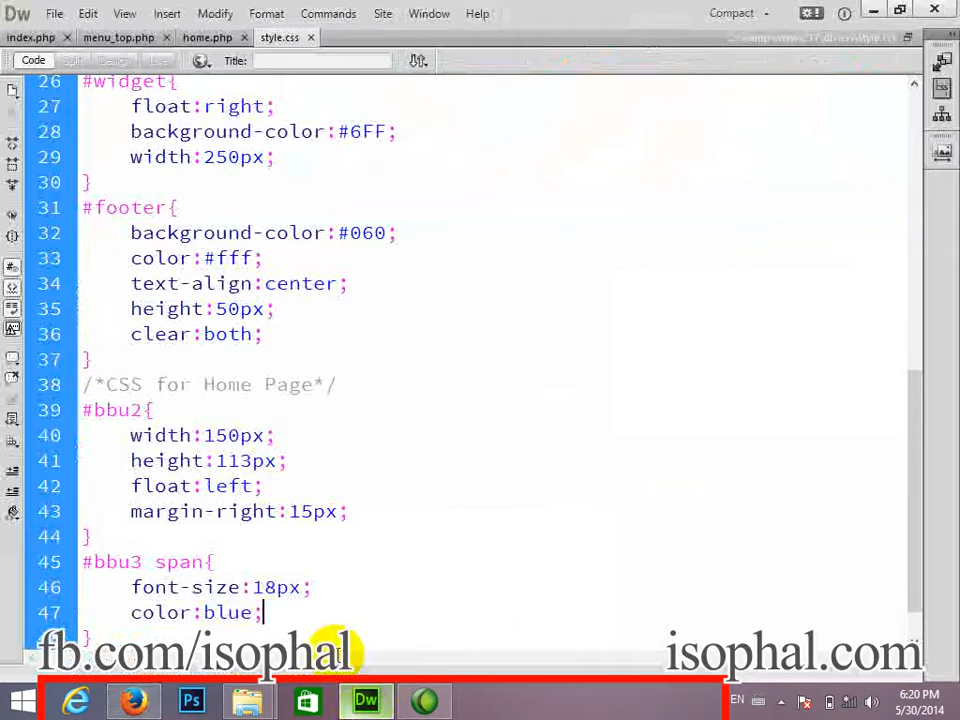 Dw File Edit View Insert Modify Format Commands Site Window Help Compact
index.php menu_top.php home.php style.css
Code Title:
26 #widget{
27 float:right;
28 background-color:#6FF;
29 width:250px;
30 }
31 #footer{
32 background-color:#060;
33 color:#fff;
34 text-align:center;
35 height:50px;
36 clear:both;
37 }
38 /*CSS for Home Page*/
39 #bbu2{
40 width:150px;
41 height:113px;
42 float:left;
43 margin-right:15px;
44 }
45 #bbu3 span{
46 font-size:18px;
47 color:blue;
}
fb.com/isophal isophal.com
Ps Dw EN 6:20 PM
5/30/2014